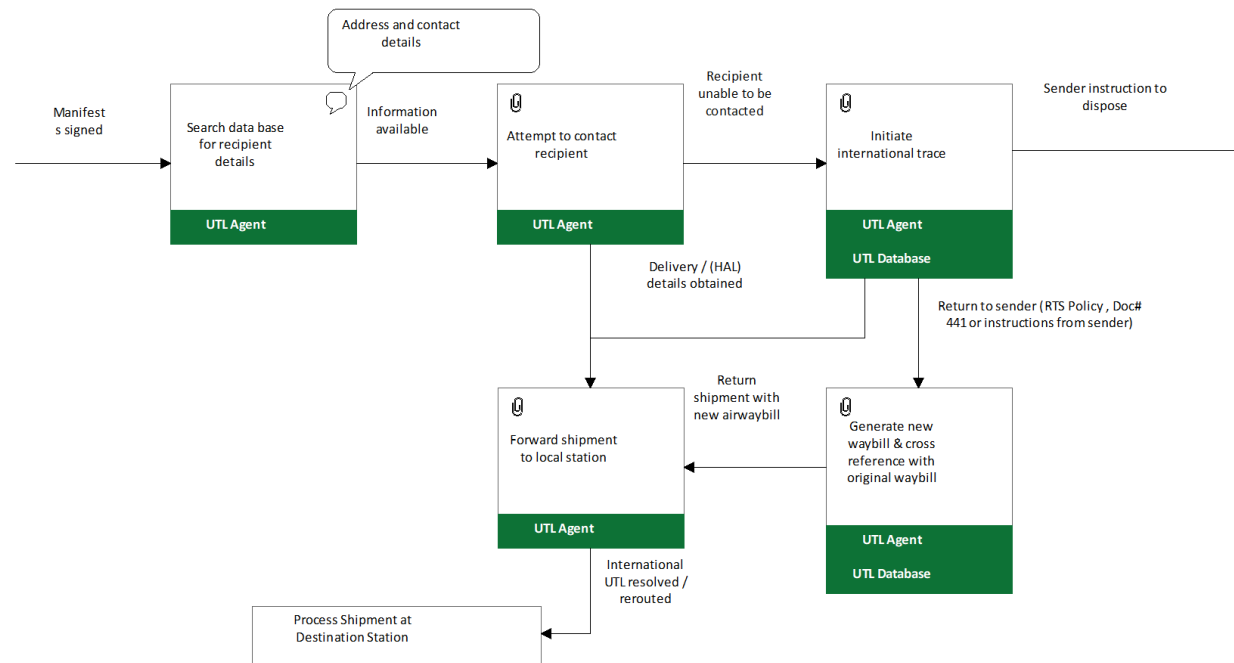 Address and contact
details
Manifest
s signed
Search data base
for recipient
details
UTL Agent
Information
available
Attempt to contact
recipient
UTL Agent
Recipient
unable to be
contacted
Initiate
international trace
UTL Agent
UTL Database
Sender instruction to
dispose
Delivery / (HAL)
details obtained
Return to sender (RTS Policy , Doc#
441 or instructions from sender)
Forward shipment
to local station
UTL Agent
Return
shipment with
new airwaybill
Generate new
waybill & cross
reference with
original waybill
UTL Agent
UTL Database
International
UTL resolved /
rerouted
Process Shipment at
Destination Station